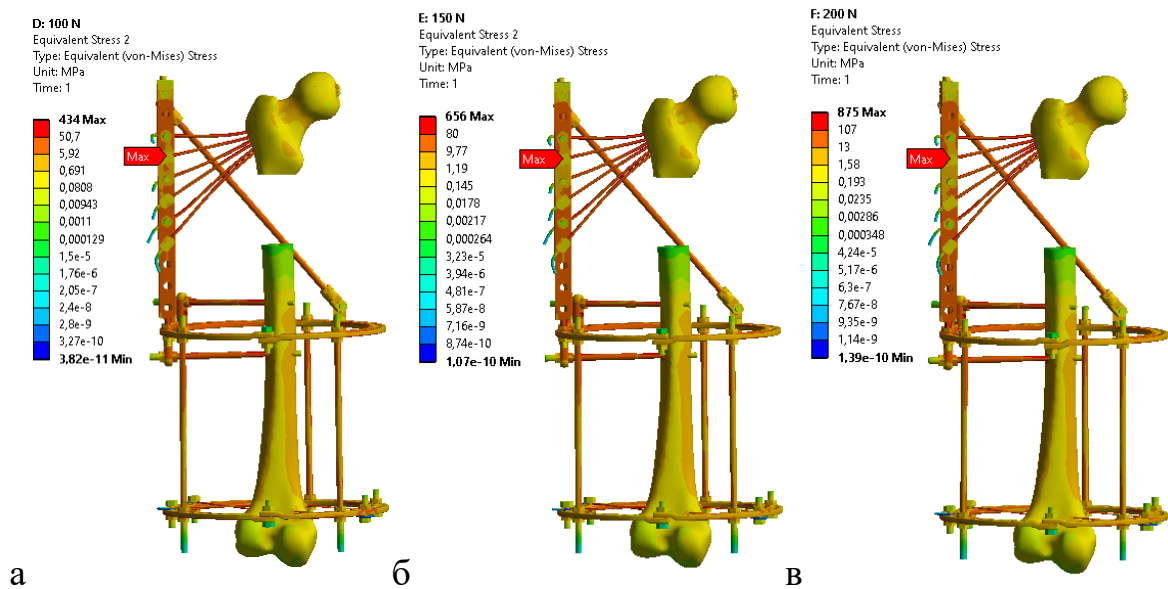 D: 100 N
Equivalent Stress 2
Type: Equivalent (von-Mises) Stress
Unit: MPa
Time: 1
434 Max
50,7
5,92
0,691
0,0808
0,00943
0,0011
0,000129
1,5e-5
1,76e-6
2,05e-7
2,4e-8
2,8e-9
3,27e-10
3,82e-11 Min
Max
а
E: 150 N
Equivalent Stress 2
Type: Equivalent (von-Mises) Stress
Unit: MPa
Time: 1
656 Max
80
9,77
1,19
0,145
0,0178
0,00217
0,000264
3,23e-5
3,94e-6
4,81e-7
5,87e-8
7,16e-9
8,74e-10
1,07e-10 Min
Max
б
F: 200 N
Equivalent Stress
Type: Equivalent (von-Mises) Stress
Unit: MPa
Time: 1
875 Max
107
13
1,58
0,193
0,0235
0,00286
0,000348
4,24e-5
5,17e-6
6,3e-7
7,67e-8
9,35e-9
1,14e-9
1,39e-10 Min
Max
в